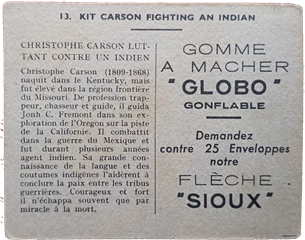 13. KIT CARSON FIGHTING AN INDIAN
CHRISTOPHE CARSON LUT-
TANT CONTRE UN INDIEN
Christophe Carson (1809-1868)
naquit dans le Kentucky, mais
fut élevé dans la région frontière
du Missouri. De profession trap-
peur, chasseur et guide, il guida
Jonh C. Fremont dans son ex-
ploration de l'Oregon sur la piste
de la Californie. Il combattit
dans la guerre du Mexique et
fut durant plusieurs années
agent indien. Sa grande con-
naissance de la langue et des
coutumes indigènes l'aidèrent à
conclure la paix entre les tribus
guerrières. Courageux et fort
il n'échappa souvent que par
miracle à la mort.
GOMME
A MACHER
"GLOBO"
GONFLABLE
Demandez
contre 25 Enveloppes
notre
FLÈCHE
"SIOUX"